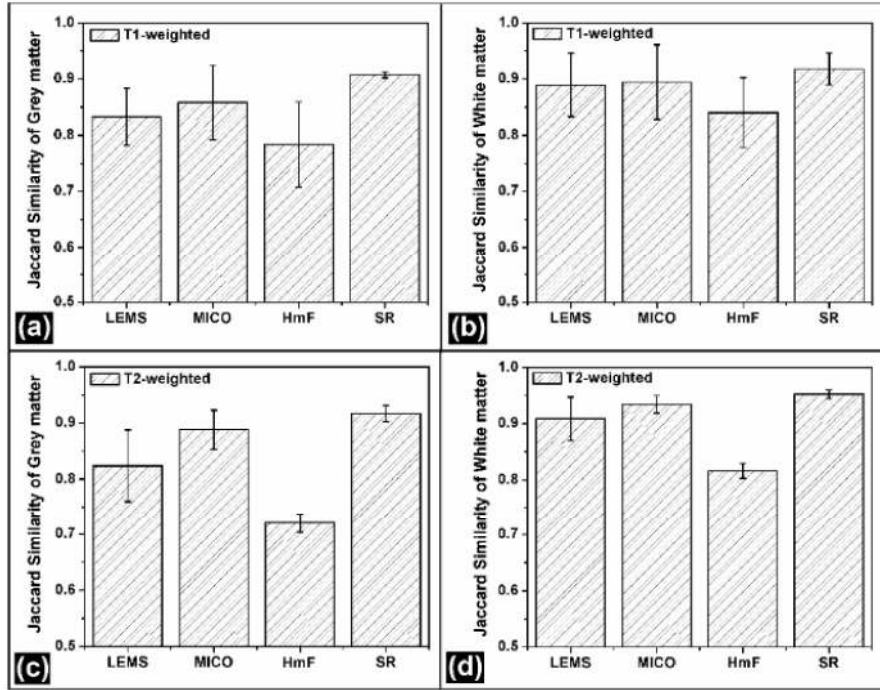 Jaccard Similarity of Grey matter
1.0
0.9
0.8
0.7
0.6
0.5
T1-weighted
LEMS MICO HmF SR
(a)
Jaccard Similarity of White matter
1.0
0.9
0.8
0.7
0.6
0.5
T1-weighted
LEMS MICO HmF SR
(b)
Jaccard Similarity of Grey matter
1.0
0.9
0.8
0.7
0.6
0.5
T2-weighted
LEMS MICO HmF SR
(c)
Jaccard Similarity of White matter
1.0
0.9
0.8
0.7
0.6
0.5
T2-weighted
LEMS MICO HmF SR
(d)